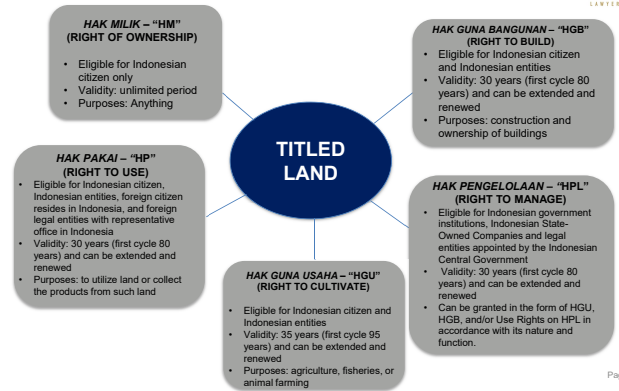 LAWYER
HAK MILIK – “HM”
(RIGHT OF OWNERSHIP)
• Eligible for Indonesian
citizen only
• Validity: unlimited period
• Purposes: Anything
HAK GUNA BANGUNAN – “HGB”
(RIGHT TO BUILD)
• Eligible for Indonesian citizen
and Indonesian entities
• Validity: 30 years (first cycle 80
years) and can be extended and
renewed
• Purposes: construction and
ownership of buildings
TITLED
LAND
HAK PAKAI – “HP”
(RIGHT TO USE)
• Eligible for Indonesian citizen,
Indonesian entities, foreign citizen
resides in Indonesia, and foreign
legal entities with representative
office in Indonesia
• Validity: 30 years (first cycle 80
years) and can be extended and
renewed
• Purposes: to utilize land or collect
the products from such land
HAK PENGELOLAAN – “HPL”
(RIGHT TO MANAGE)
• Eligible for Indonesian government
institutions, Indonesian State-
Owned Companies and legal
entities appointed by the Indonesian
Central Government
• Validity: 30 years (first cycle 80
years) and can be extended and
renewed
• Can be granted in the form of HGU,
HGB, and/or Use Rights on HPL in
accordance with its nature and
function.
HAK GUNA USAHA – “HGU”
(RIGHT TO CULTIVATE)
• Eligible for Indonesian citizen and
Indonesian entities
• Validity: 35 years (first cycle 95
years) and can be extended and
renewed
• Purposes: agriculture, fisheries, or
animal farming
Pa